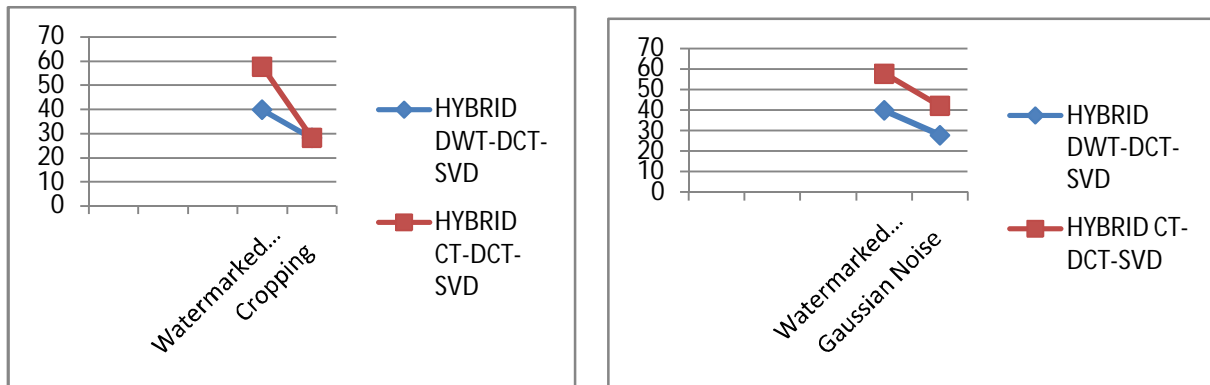 70
60
50
40
30
20
10
0
Watermarked...
Cropping
HYBRID
DWT-DCT-
SVD
HYBRID
CT-DCT-
SVD
70
60
50
40
30
20
10
0
Watermarked...
Gaussian Noise
HYBRID
DWT-DCT-
SVD
HYBRID CT-
DCT-SVD